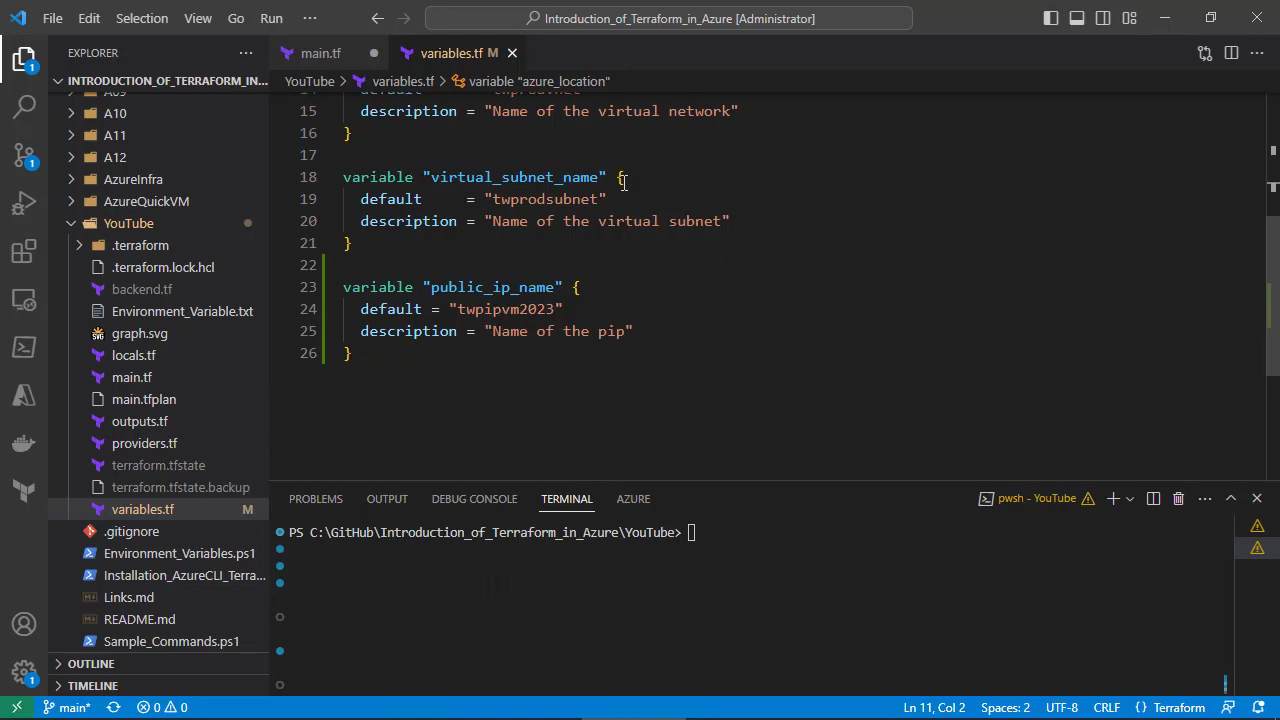 File Edit Selection View Go Run ··· Introduction_of_Terraform_in_Azure [Administrator]
EXPLORER ···
main.tf
variables.tf M
INTRODUCTION_OF_TERRAFORM_IN...
YouTube > variables.tf > variable "azure_location"
A09
A10
A11
A12
AzureInfra
AzureQuickVM
YouTube
.terraform
.terraform.lock.hcl
backend.tf
Environment_Variable.txt
graph.svg
locals.tf
main.tf
main.tfplan
outputs.tf
providers.tf
terraform.tfstate
terraform.tfstate.backup
variables.tf M
.gitignore
Environment_Variables.ps1
Installation_AzureCLI_Terra...
Links.md
README.md
Sample_Commands.ps1
OUTLINE
TIMELINE
default = "twprodvnet"
15 description = "Name of the virtual network"
16 }
17
18 variable "virtual_subnet_name" {
19 default = "twprodsubnet"
20 description = "Name of the virtual subnet"
21 }
22
23 variable "public_ip_name" {
24 default = "twpipvm2023"
25 description = "Name of the pip"
26 }
PROBLEMS OUTPUT DEBUG CONSOLE TERMINAL AZURE
pwsh - YouTube
PS C:\GitHub\Introduction_of_Terraform_in_Azure\YouTube>
main* 0 0 Ln 11, Col 2 Spaces: 2 UTF-8 CRLF {} Terraform